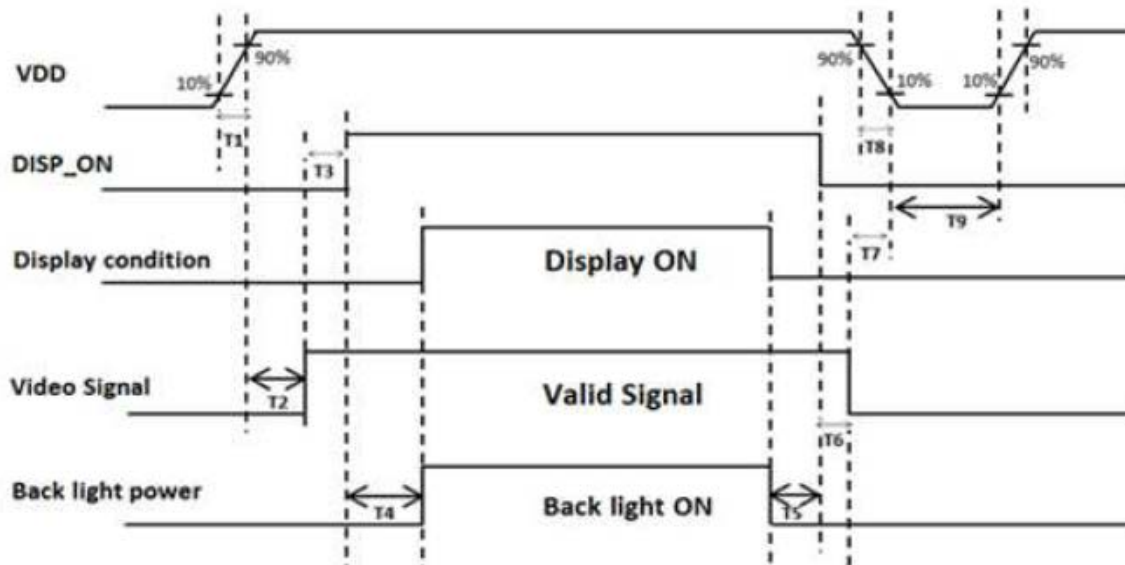 VDD
10%
90%
90%
10%
10%
90%
T1
DISP_ON
T3
T8
T9
Display condition
Display ON
T7
Video Signal
T2
Valid Signal
T6
Back light power
T4
Back light ON
T5